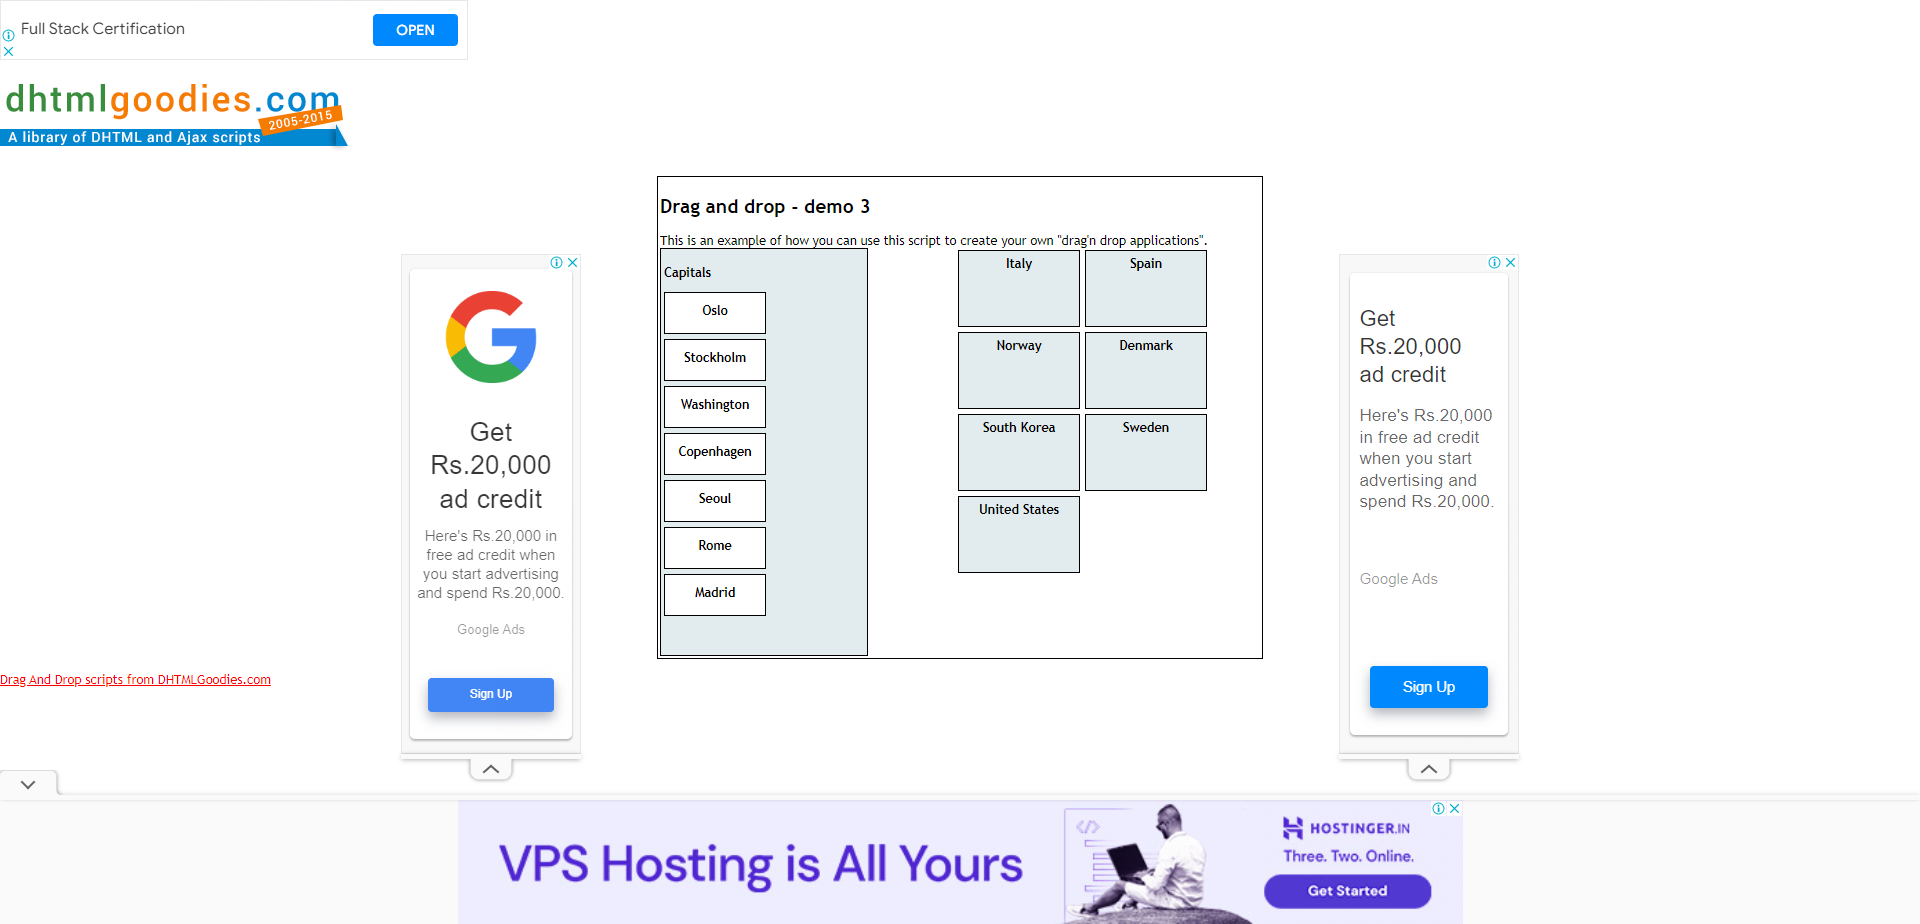 Full Stack Certification
OPEN
dhtmlgoodies.com
2005-2015
A library of DHTML and Ajax scripts
Drag and drop - demo 3
This is an example of how you can use this script to create your own "drag'n drop applications".
Capitals
Oslo
Stockholm
Washington
Copenhagen
Seoul
Rome
Madrid
Italy
Spain
Norway
Denmark
South Korea
Sweden
United States
Get
Rs.20,000
ad credit
Here's Rs.20,000 in
free ad credit when
you start advertising
and spend Rs.20,000.
Google Ads
Sign Up
Get
Rs.20,000
ad credit
Here's Rs.20,000
in free ad credit
when you start
advertising and
spend Rs.20,000.
Google Ads
Sign Up
Drag And Drop scripts from DHTMLGoodies.com
VPS Hosting is All Yours
</>
HOSTINGER.IN
Three. Two. Online.
Get Started